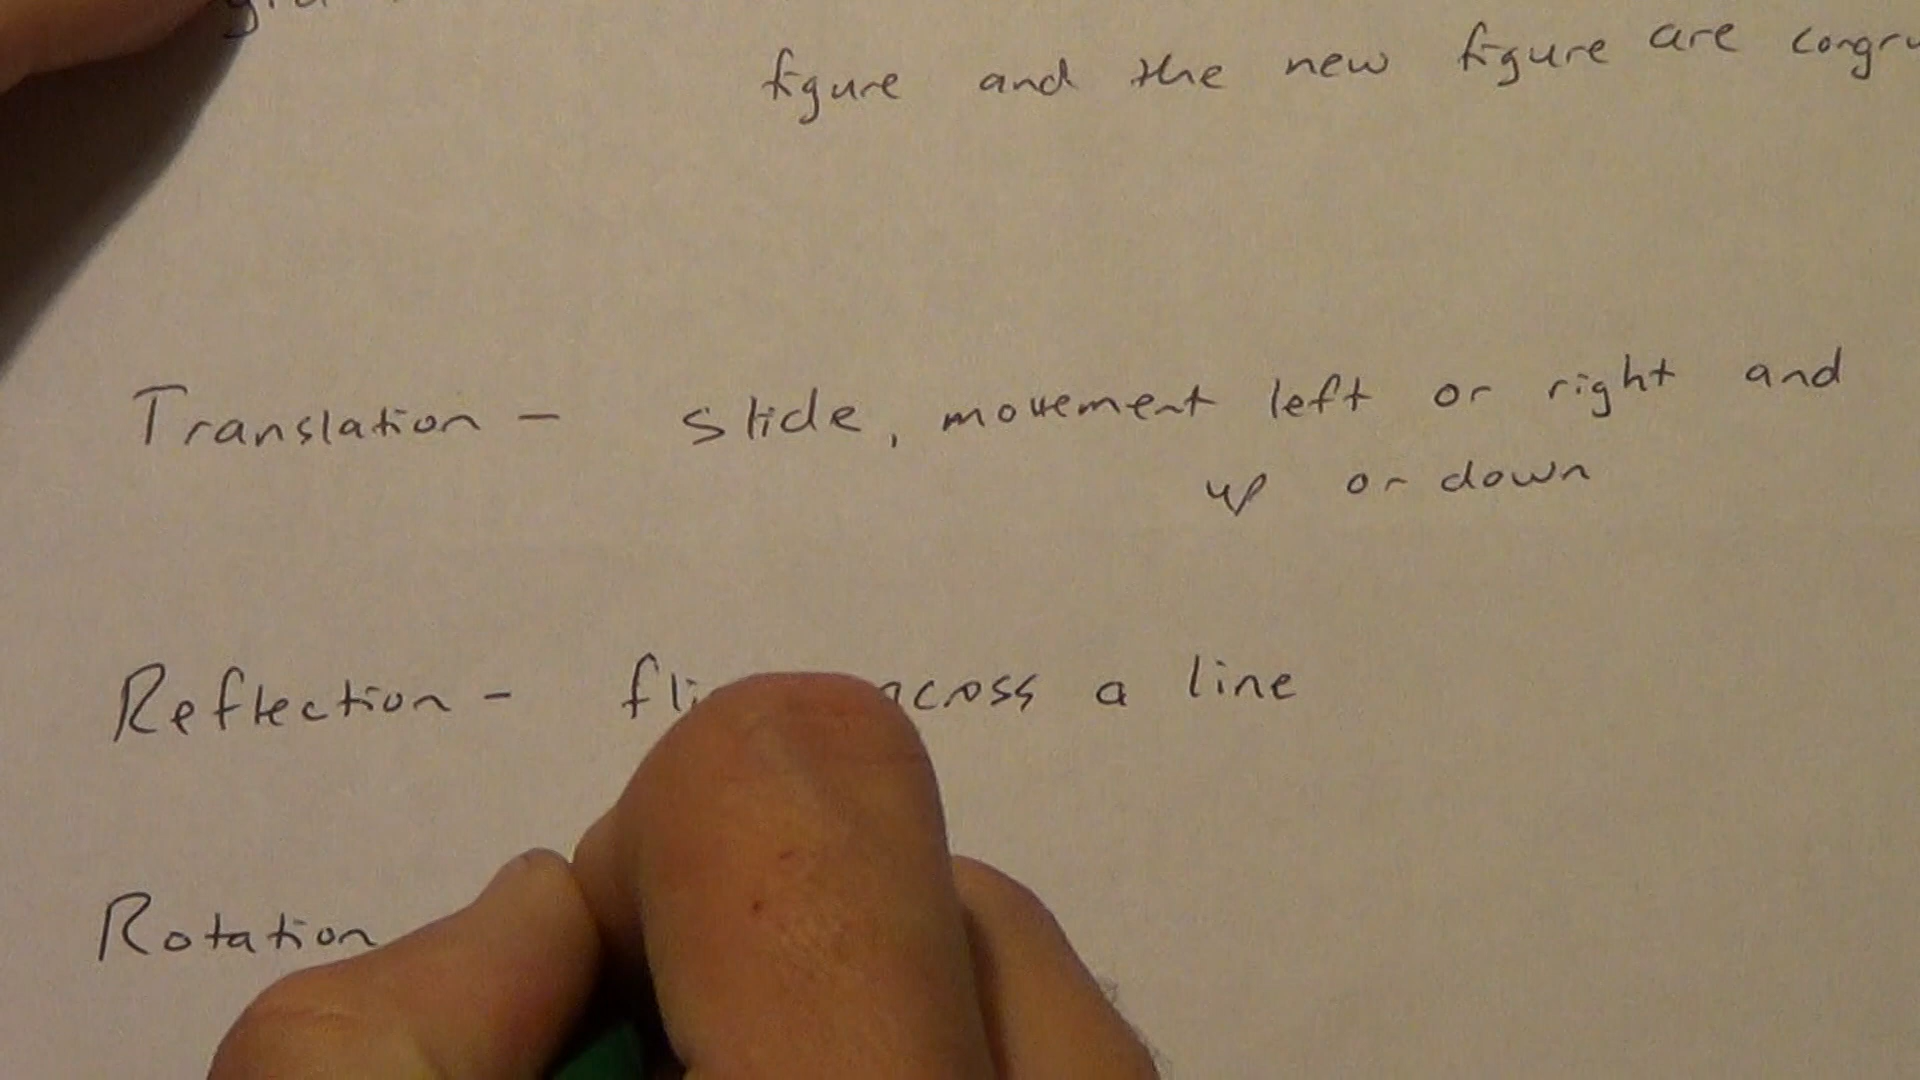 figure and the new figure are
Translation - slide, movement left or right and
up or down
Reflection - across a line
Rotation